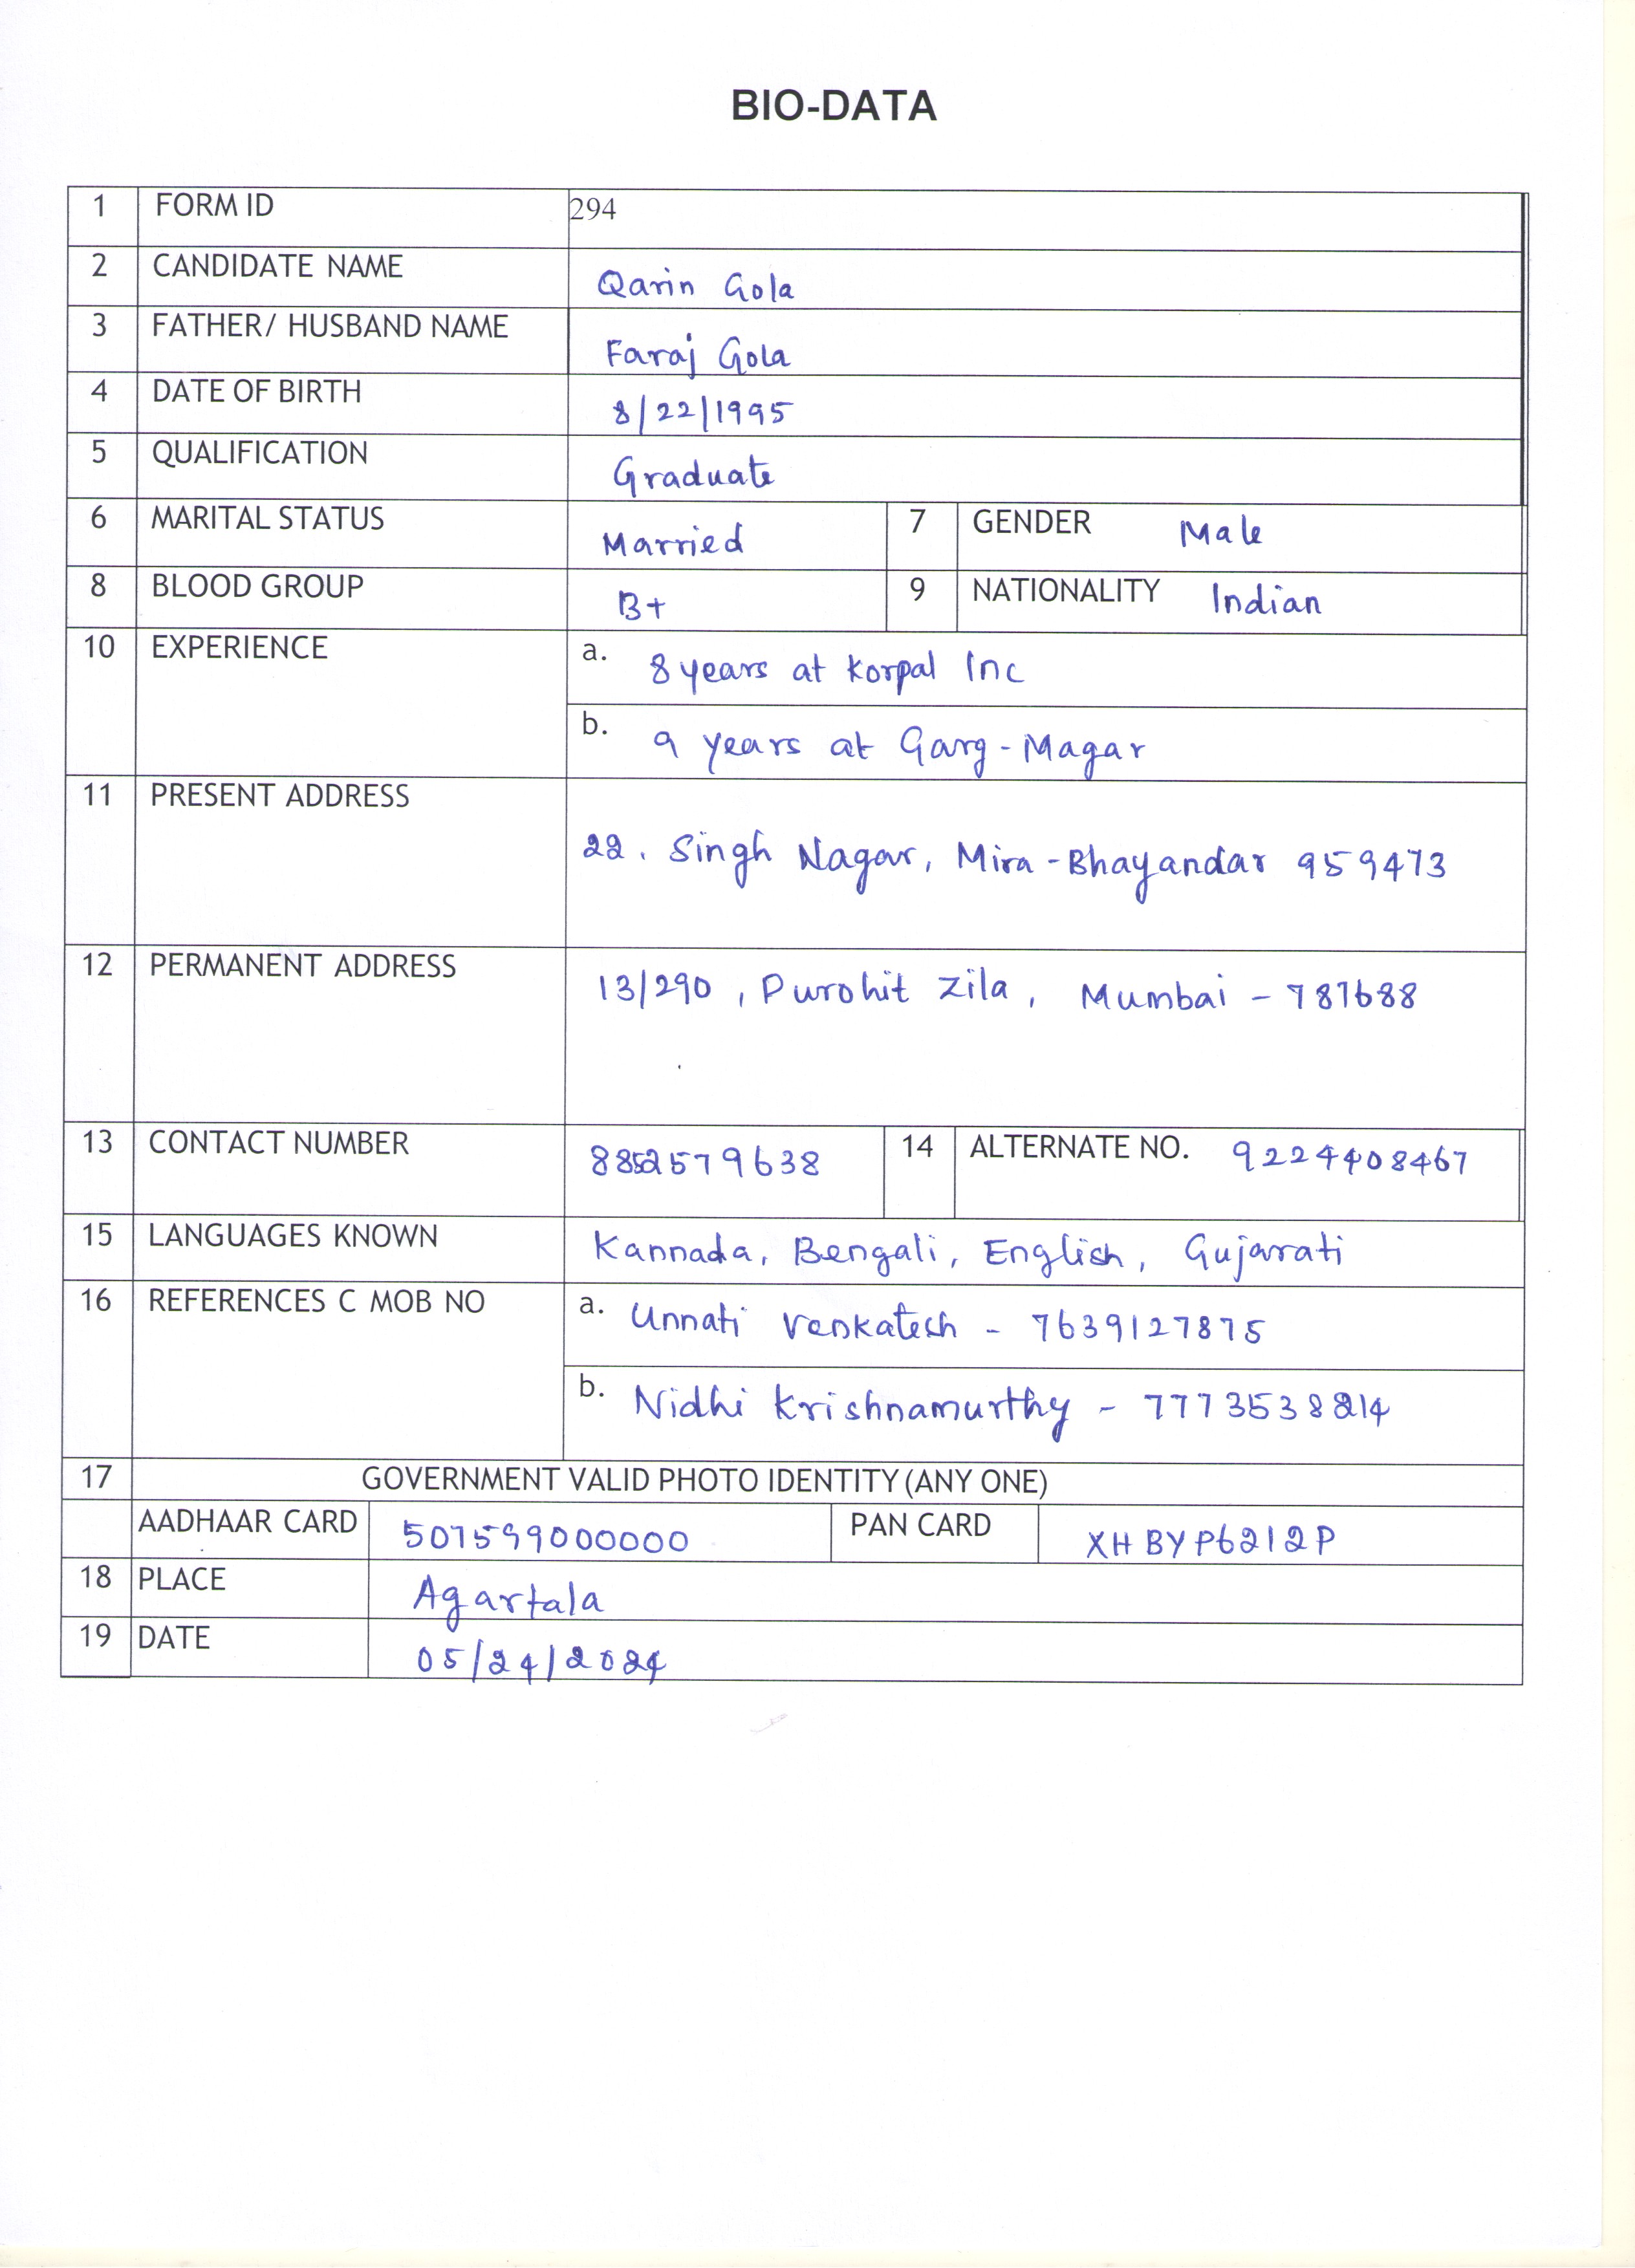 BIO-DATA
1 FORM ID 294
2 CANDIDATE NAME Qarin Gola
3 FATHER/ HUSBAND NAME Faraj Gola
4 DATE OF BIRTH 8/22/1995
5 QUALIFICATION Graduate
6 MARITAL STATUS Married 7 GENDER Male
8 BLOOD GROUP B+ 9 NATIONALITY Indian
10 EXPERIENCE a. 8 years at Korpal Inc
b. 9 years at Garg-Magar
11 PRESENT ADDRESS 22, Singh Nagar, Mira-Bhayandar 959473
12 PERMANENT ADDRESS 13/290, Purohit Zila, Mumbai - 787688
13 CONTACT NUMBER 8852579638 14 ALTERNATE NO. 9224408467
15 LANGUAGES KNOWN Kannada, Bengali, English, Gujarati
16 REFERENCES C MOB NO a. Unnati Venkatesh - 7639127875
b. Nidhi Krishnamurthy - 7773538214
17 GOVERNMENT VALID PHOTO IDENTITY (ANY ONE)
AADHAAR CARD 507599000000 PAN CARD XHBYP6212P
18 PLACE Agartala
19 DATE 05/24/2024